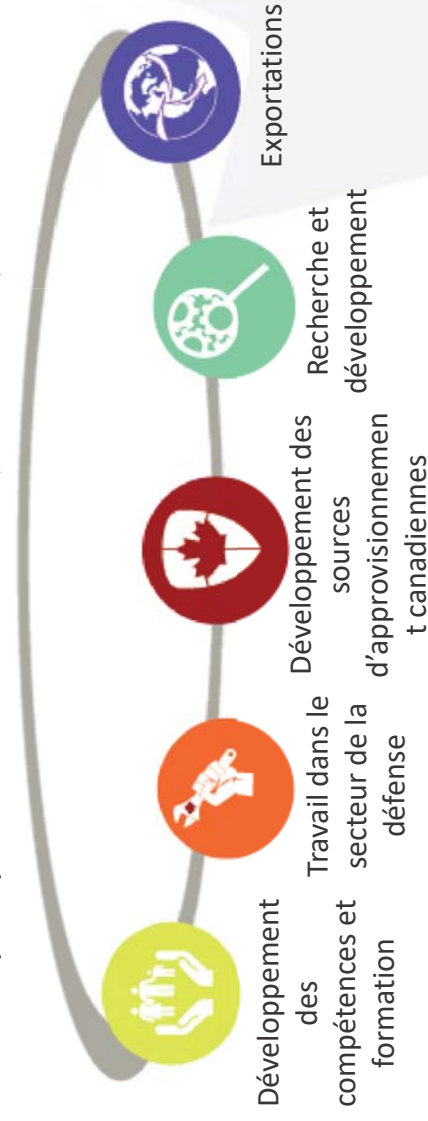 Développement
des
compétences et
formation
Travail dans le
secteur de la
défense
Développement des
sources
d'approvisionnemen
t canadiennes
Recherche et
développement
Exportations